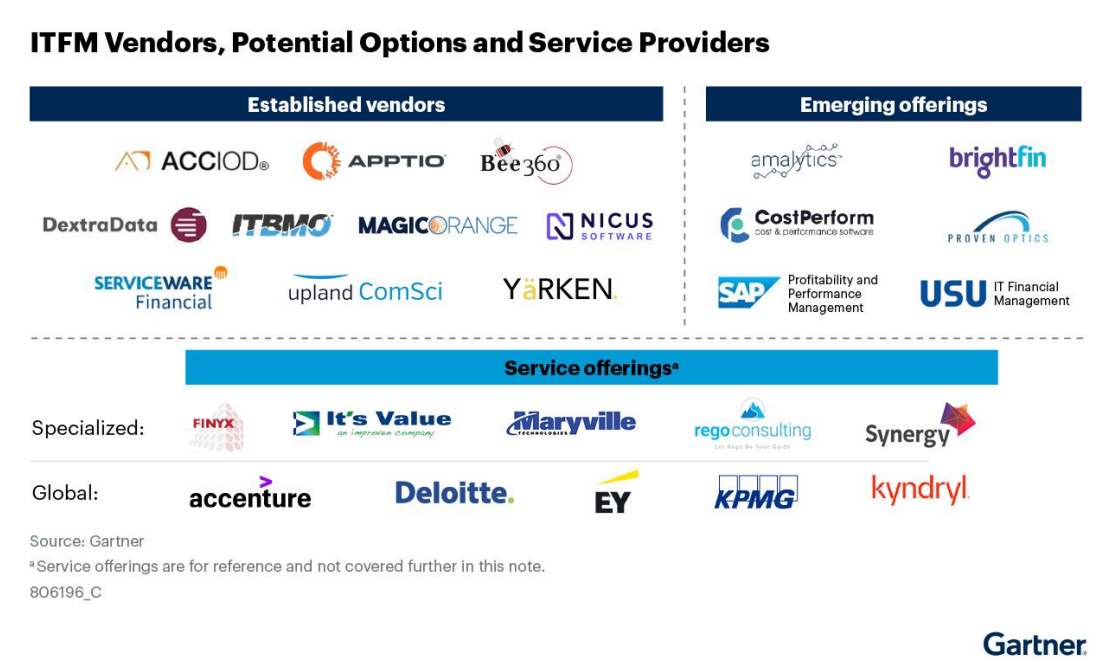 ITFM Vendors, Potential Options and Service Providers
Established vendors
Emerging offerings
ACCIOD®
APPTIO
Bee360°
amalytics™
brightfin
DextraData
ITBMO
MAGICORANGE
NICUS
SOFTWARE
CostPerform
cost & performance software
PROVEN OPTICS
SERVICEWARE
Financial
upland ComSci
YäRKEN.
SAP
Profitability and
Performance
Management
USU
IT Financial
Management
Service offeringsᵃ
Specialized:
FINYX
It's Value
an improven company
Maryville
TECHNOLOGIES
regoconsulting
Let Rego Be Your Guide
Synergy
Global:
accenture
Deloitte.
EY
KPMG
kyndryl
Source: Gartner
ᵃ Service offerings are for reference and not covered further in this note.
806196_C
Gartner®